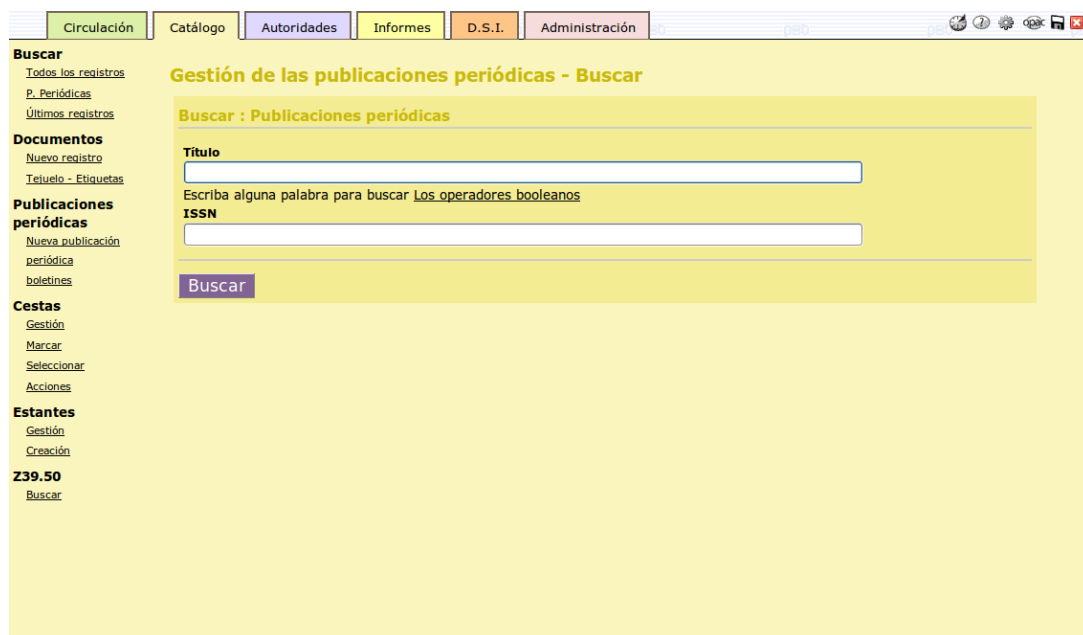 Circulación
Catálogo
Autoridades
Informes
D.S.I.
Administración
opac
Buscar
Todos los registros
P. Periódicas
Últimos registros
Documentos
Nuevo registro
Tejuelo - Etiquetas
Publicaciones
periódicas
Nueva publicación
periódica
boletines
Cestas
Gestión
Marcar
Seleccionar
Acciones
Estantes
Gestión
Creación
Z39.50
Buscar
Gestión de las publicaciones periódicas - Buscar
Buscar : Publicaciones periódicas
Título
Escriba alguna palabra para buscar Los operadores booleanos
ISSN
Buscar